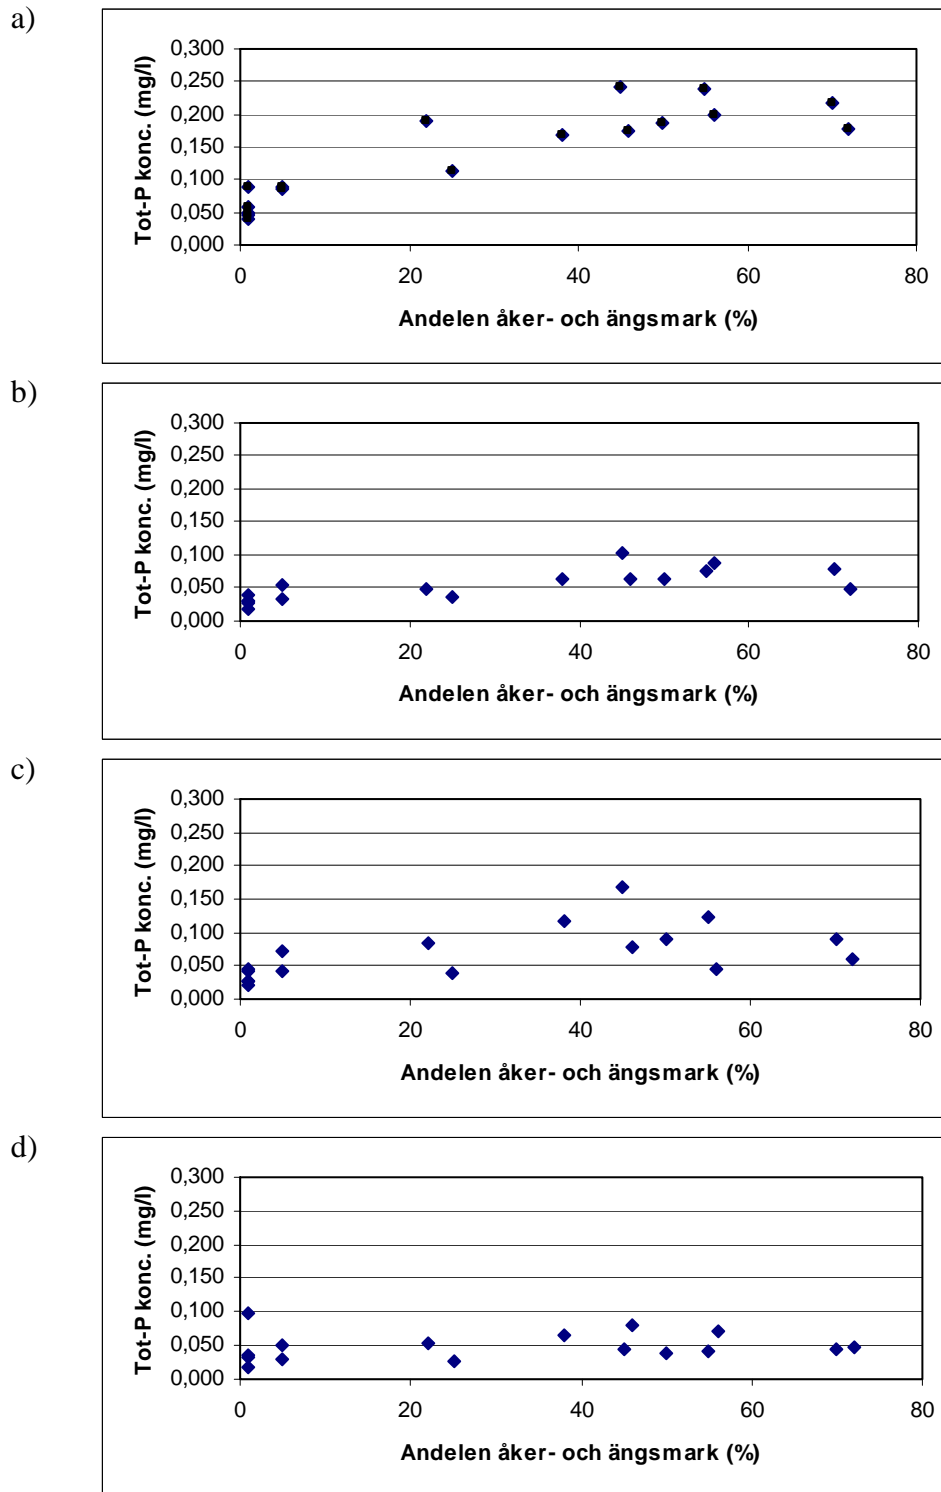 a)
Tot-P konc. (mg/l)
0,300
0,250
0,200
0,150
0,100
0,050
0,000
0 20 40 60 80
Andelen åker- och ängsmark (%)
b)
Tot-P konc. (mg/l)
0,300
0,250
0,200
0,150
0,100
0,050
0,000
0 20 40 60 80
Andelen åker- och ängsmark (%)
c)
Tot-P konc. (mg/l)
0,300
0,250
0,200
0,150
0,100
0,050
0,000
0 20 40 60 80
Andelen åker- och ängsmark (%)
d)
Tot-P konc. (mg/l)
0,300
0,250
0,200
0,150
0,100
0,050
0,000
0 20 40 60 80
Andelen åker- och ängsmark (%)